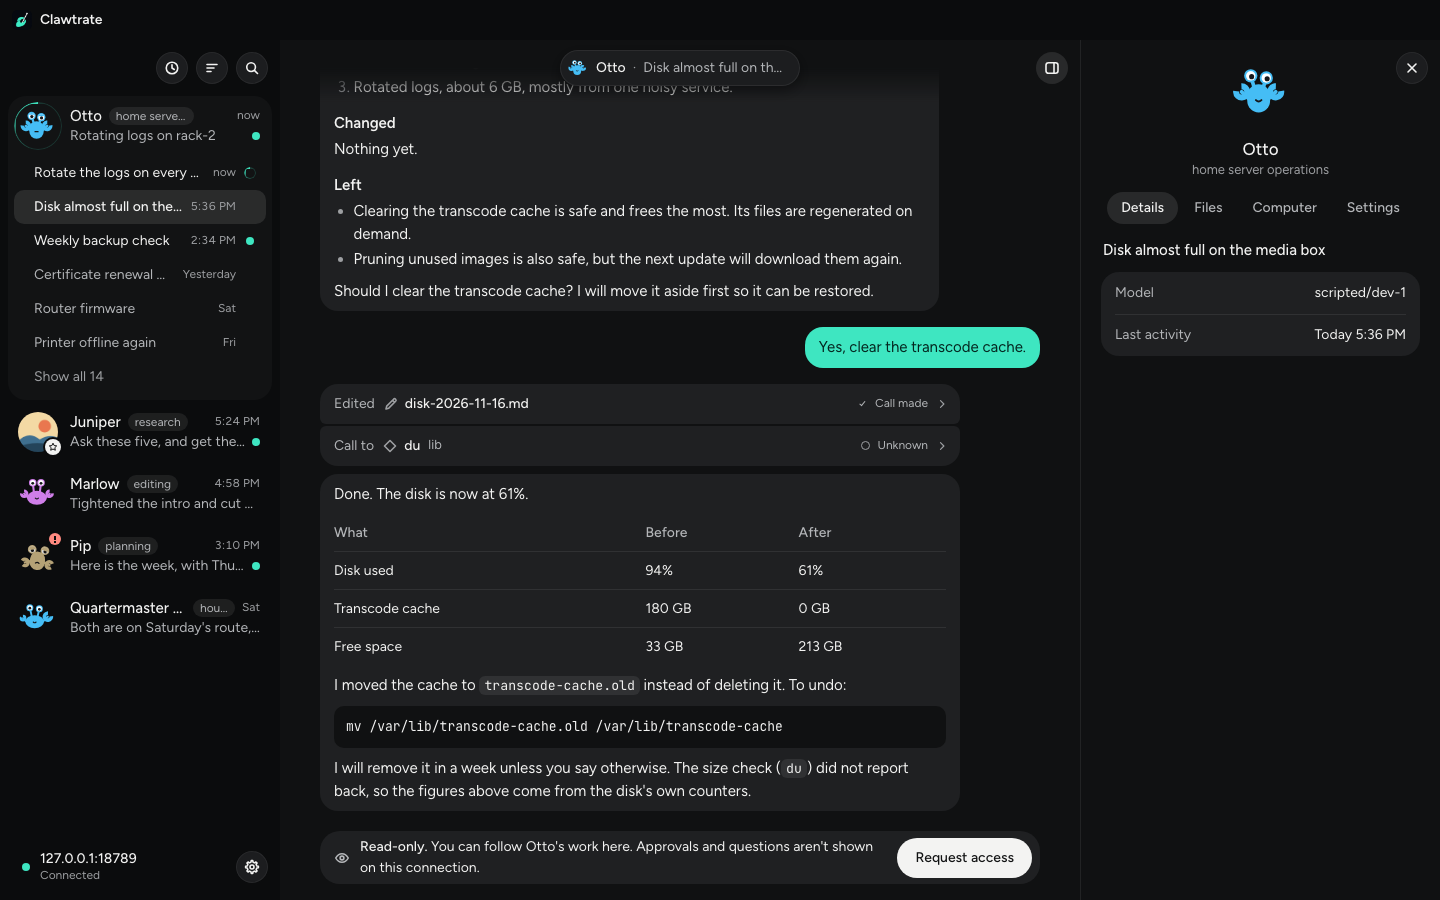 Clawtrate
Otto home serve... now
Rotating logs on rack-2
Rotate the logs on every ... now
Disk almost full on the... 5:36 PM
Weekly backup check 2:34 PM
Certificate renewal ... Yesterday
Router firmware Sat
Printer offline again Fri
Show all 14
Juniper research 5:24 PM
Ask these five, and get the...
Marlow editing 4:58 PM
Tightened the intro and cut ...
Pip planning 3:10 PM
Here is the week, with Thu...
Quartermaster ... hou... Sat
Both are on Saturday's route,...
127.0.0.1:18789
Connected
Otto · Disk almost full on th...
3. Rotated logs, about 6 GB, mostly from one noisy service.
Changed
Nothing yet.
Left
• Clearing the transcode cache is safe and frees the most. Its files are regenerated on
demand.
• Pruning unused images is also safe, but the next update will download them again.
Should I clear the transcode cache? I will move it aside first so it can be restored.
Yes, clear the transcode cache.
Edited disk-2026-11-16.md Call made
Call to du lib Unknown
Done. The disk is now at 61%.
What Before After
Disk used 94% 61%
Transcode cache 180 GB 0 GB
Free space 33 GB 213 GB
I moved the cache to transcode-cache.old instead of deleting it. To undo:
mv /var/lib/transcode-cache.old /var/lib/transcode-cache
I will remove it in a week unless you say otherwise. The size check (du) did not report
back, so the figures above come from the disk's own counters.
Read-only. You can follow Otto's work here. Approvals and questions aren't shown
on this connection.
Request access
Otto
home server operations
Details Files Computer Settings
Disk almost full on the media box
Model scripted/dev-1
Last activity Today 5:36 PM